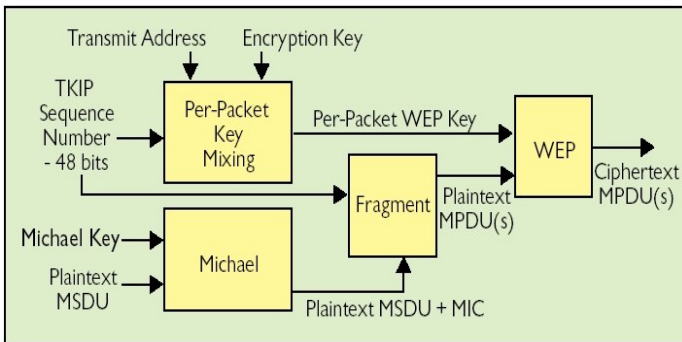 Transmit Address
Encryption Key
TKIP
Sequence
Number
- 48 bits
Per-Packet
Key
Mixing
Per-Packet WEP Key
WEP
Ciphertext
MPDU(s)
Fragment
Plaintext
MPDU(s)
Michael Key
Plaintext
MSDU
Michael
Plaintext MSDU + MIC